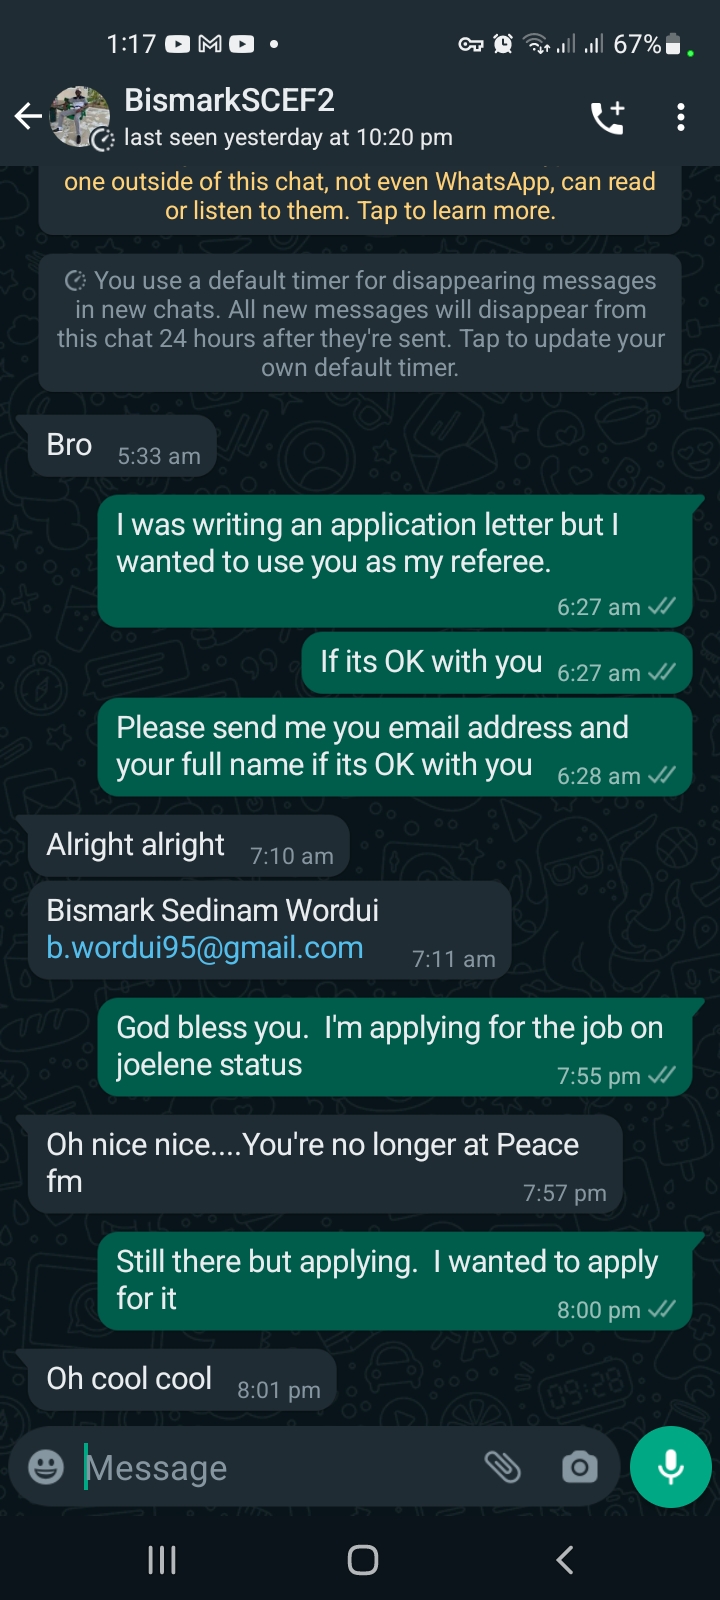 1:17
67%
BismarkSCEF2
last seen yesterday at 10:20 pm
one outside of this chat, not even WhatsApp, can read
or listen to them. Tap to learn more.
You use a default timer for disappearing messages
in new chats. All new messages will disappear from
this chat 24 hours after they're sent. Tap to update your
own default timer.
Bro 5:33 am
I was writing an application letter but I
wanted to use you as my referee.
6:27 am
If its OK with you 6:27 am
Please send me you email address and
your full name if its OK with you 6:28 am
Alright alright 7:10 am
Bismark Sedinam Wordui
b.wordui95@gmail.com 7:11 am
God bless you.  I'm applying for the job on
joelene status 7:55 pm
Oh nice nice....You're no longer at Peace
fm 7:57 pm
Still there but applying.  I wanted to apply
for it 8:00 pm
Oh cool cool 8:01 pm
Message